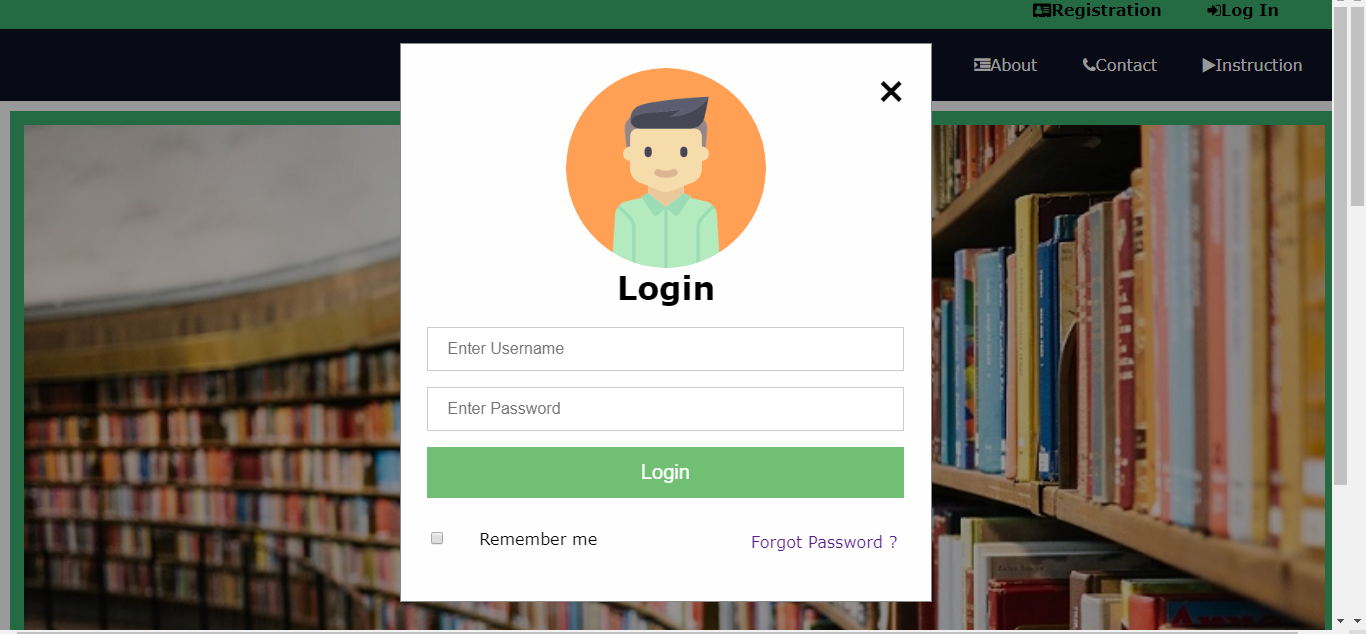 Registration Log In
About Contact Instruction
Login
Enter Username
Enter Password
Login
Remember me
Forgot Password ?